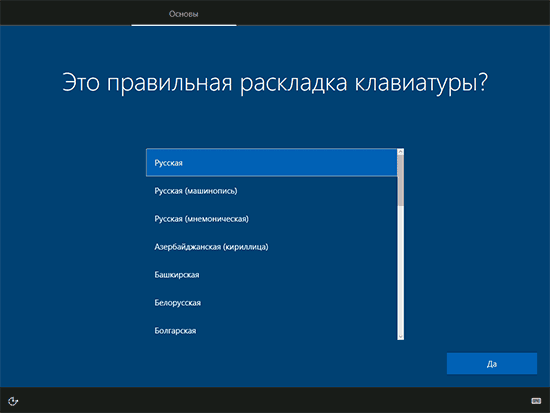 Основы
Это правильная раскладка клавиатуры?
Русская
Русская (машинопись)
Русская (мнемоническая)
Азербайджанская (кириллица)
Башкирская
Белорусская
Болгарская
Да